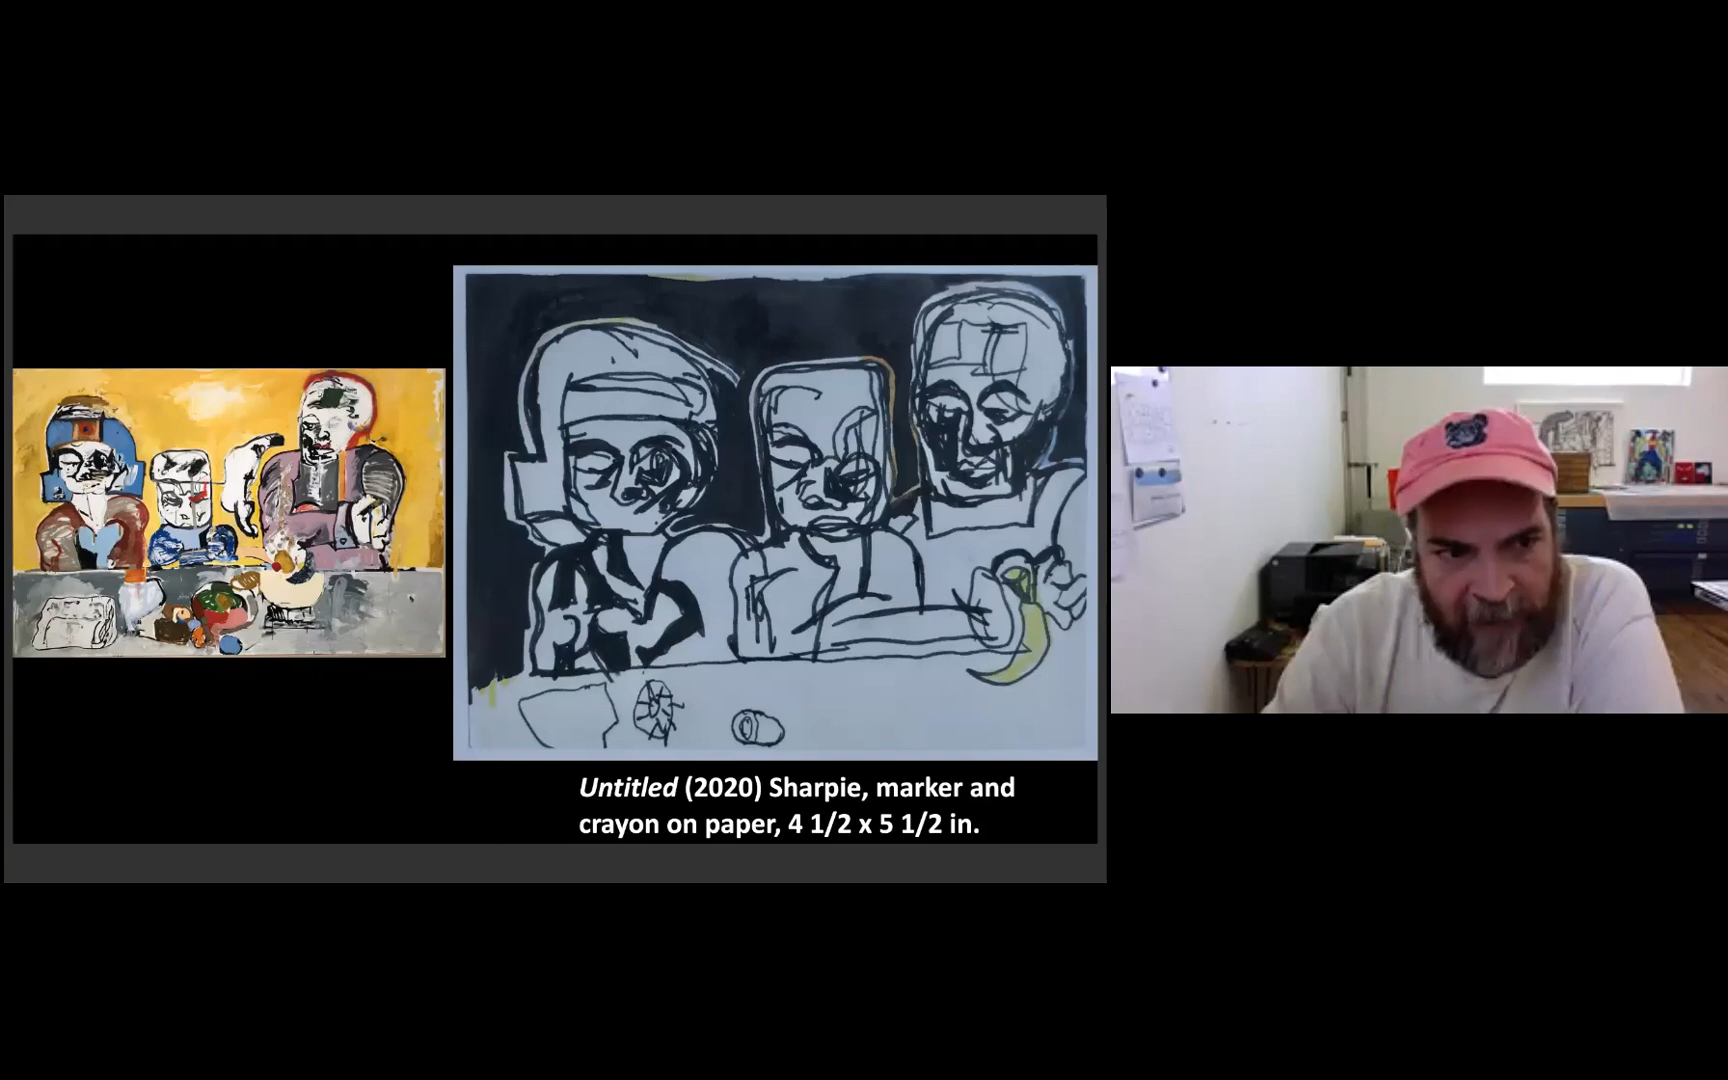 Untitled (2020) Sharpie, marker and
crayon on paper, 4 1/2 x 5 1/2 in.